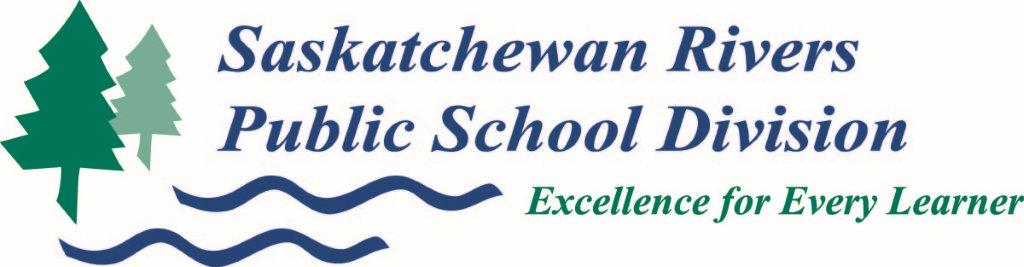 Saskatchewan Rivers
Public School Division
Excellence for Every Learner